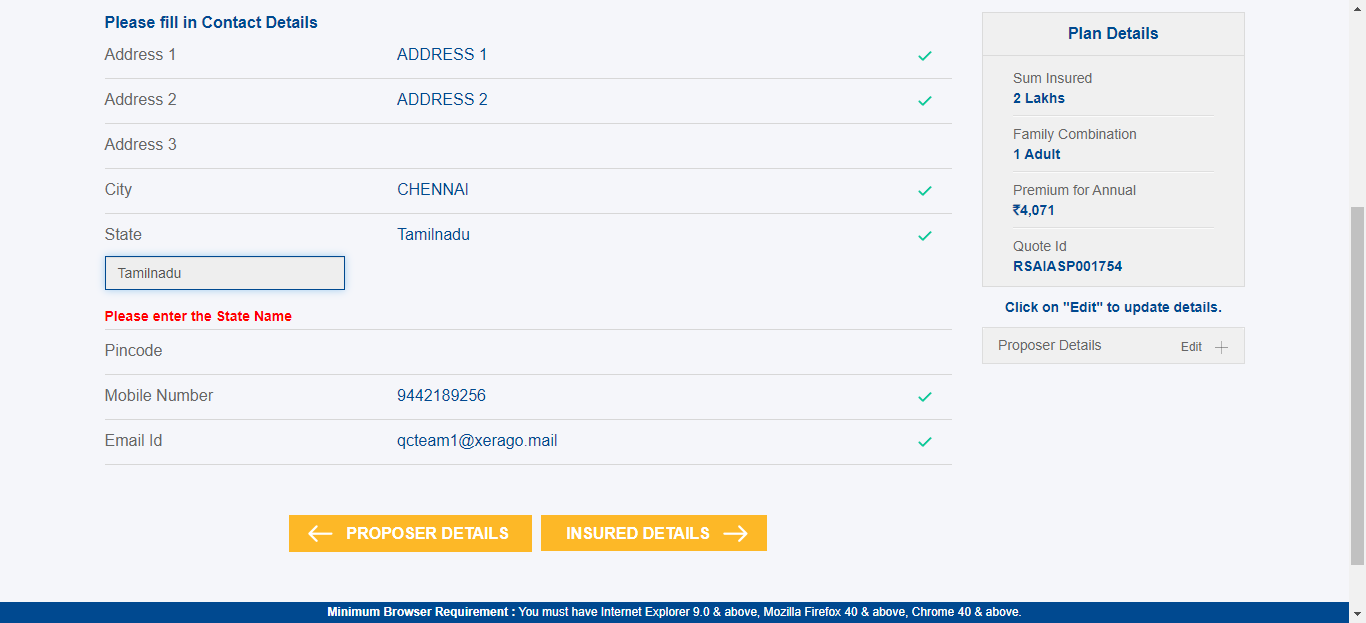 Please fill in Contact Details
Address 1 ADDRESS 1
Address 2 ADDRESS 2
Address 3
City CHENNAI
State Tamilnadu
Tamilnadu
Please enter the State Name
Pincode
Mobile Number 9442189256
Email Id qcteam1@xerago.mail
PROPOSER DETAILS
INSURED DETAILS
Plan Details
Sum Insured
2 Lakhs
Family Combination
1 Adult
Premium for Annual
₹4,071
Quote Id
RSAIASP001754
Click on "Edit" to update details.
Proposer Details Edit
Minimum Browser Requirement : You must have Internet Explorer 9.0 & above, Mozilla Firefox 40 & above, Chrome 40 & above.